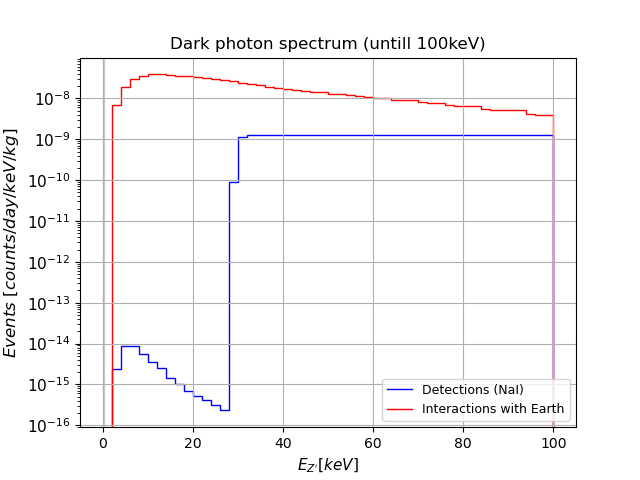 Dark photon spectrum (untill 100keV)
Events [counts/day/keV/kg]
10⁻⁸
10⁻⁹
10⁻¹⁰
10⁻¹¹
10⁻¹²
10⁻¹³
10⁻¹⁴
10⁻¹⁵
10⁻¹⁶
Detections (NaI)
Interactions with Earth
0 20 40 60 80 100
E_{Z'}[keV]